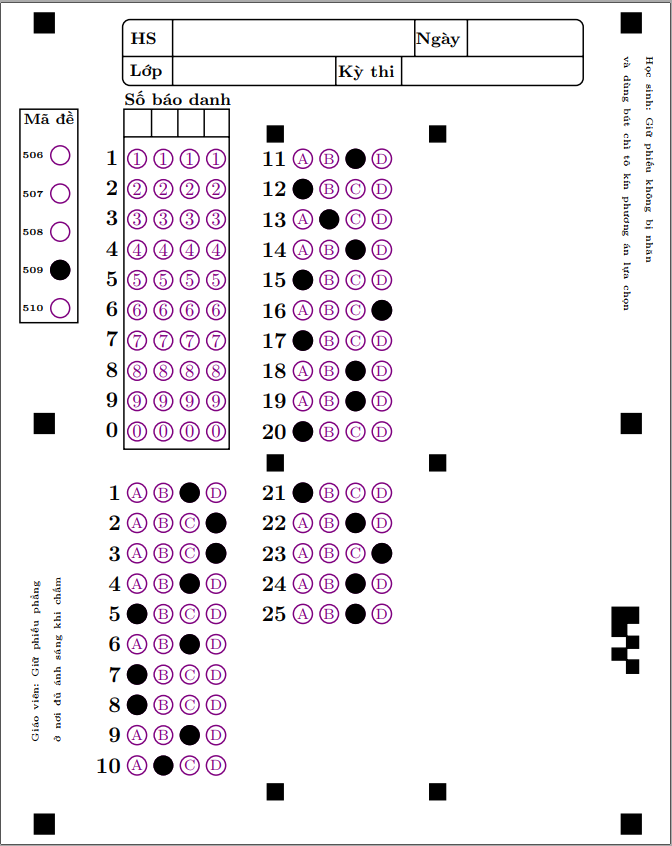 HS Ngày
Lớp Kỳ thi
Số báo danh
Mã đề
506
507
508
509
510
1 1 1 1 1
2 2 2 2 2
3 3 3 3 3
4 4 4 4 4
5 5 5 5 5
6 6 6 6 6
7 7 7 7 7
8 8 8 8 8
9 9 9 9 9
0 0 0 0 0
11 A B D
12 B C D
13 A C D
14 A B D
15 B C D
16 A B C
17 B C D
18 A B D
19 A B D
20 B C D
1 A B D
2 A B C
3 A B C
4 A B D
5 B C D
6 A B D
7 B C D
8 B C D
9 A B D
10 A C D
21 B C D
22 A B D
23 A B C
24 A B D
25 A B D
Học sinh: Giữ phiếu không bị nhăn
và dùng bút chì tô kín phương án lựa chọn
Giáo viên: Giữ phiếu phẳng
ở nơi đủ ánh sáng khi chấm